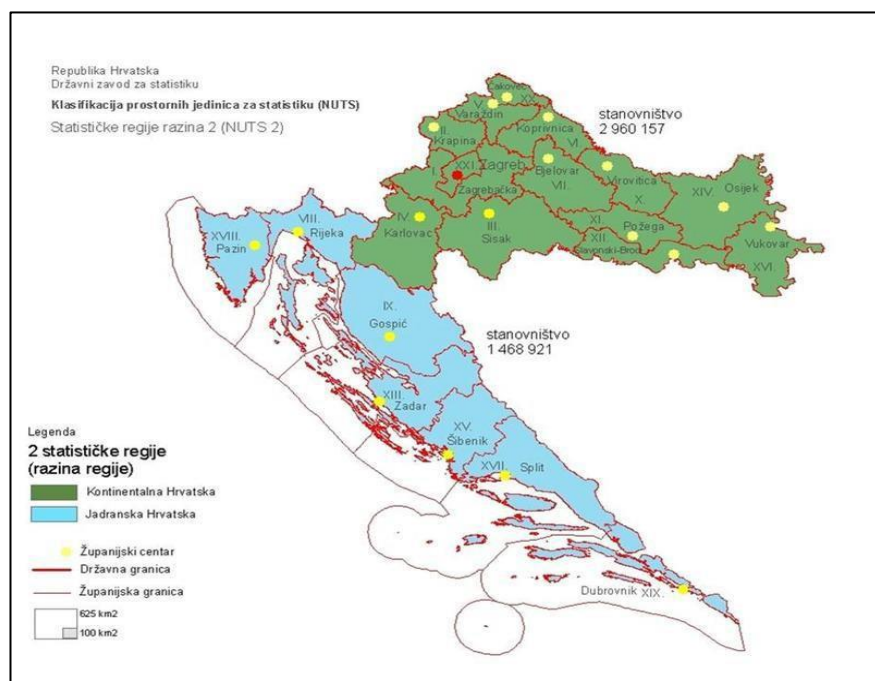 Republika Hrvatska
Državni zavod za statistiku
Klasifikacija prostornih jedinica za statistiku (NUTS)
Statističke regije razina 2 (NUTS 2)
Čakovec
XX.
V.
Varaždin
stanovništvo
2 960 157
II.
Krapina
Koprivnica
VI.
I.
XXI.
Zagreb
Bjelovar
VII.
Virovitica
X.
XIV.
Osijek
Zagrebačka
IV.
Karlovac
III.
Sisak
XI.
Požega
XII.
Slavonski-Brod
Vukovar
XVI.
XVIII.
Pazin
VIII.
Rijeka
IX.
Gospić
stanovništvo
1 468 921
XIII.
Zadar
XV.
Šibenik
XVII.
Split
Dubrovnik XIX.
Legenda
2 statističke regije
(razina regije)
Kontinentalna Hrvatska
Jadranska Hrvatska
Županijski centar
Državna granica
Županijska granica
625 km2
100 km2